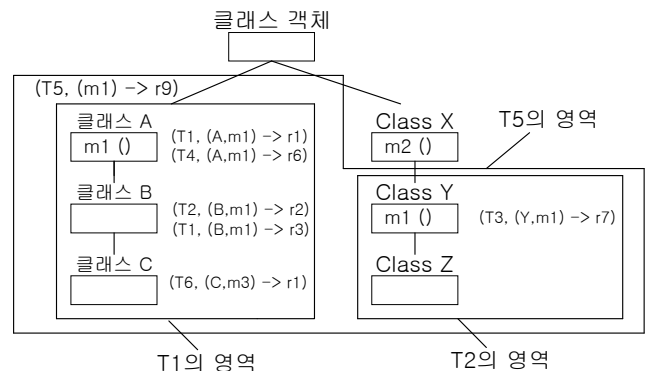 클래스 객체
(T5, (m1) -> r9)
클래스 A
m1 ()
(T1, (A,m1) -> r1)
(T4, (A,m1) -> r6)
클래스 B
(T2, (B,m1) -> r2)
(T1, (B,m1) -> r3)
클래스 C
(T6, (C,m3) -> r1)
Class X
m2 ()
T5의 영역
Class Y
m1 ()
(T3, (Y,m1) -> r7)
Class Z
T1의 영역
T2의 영역